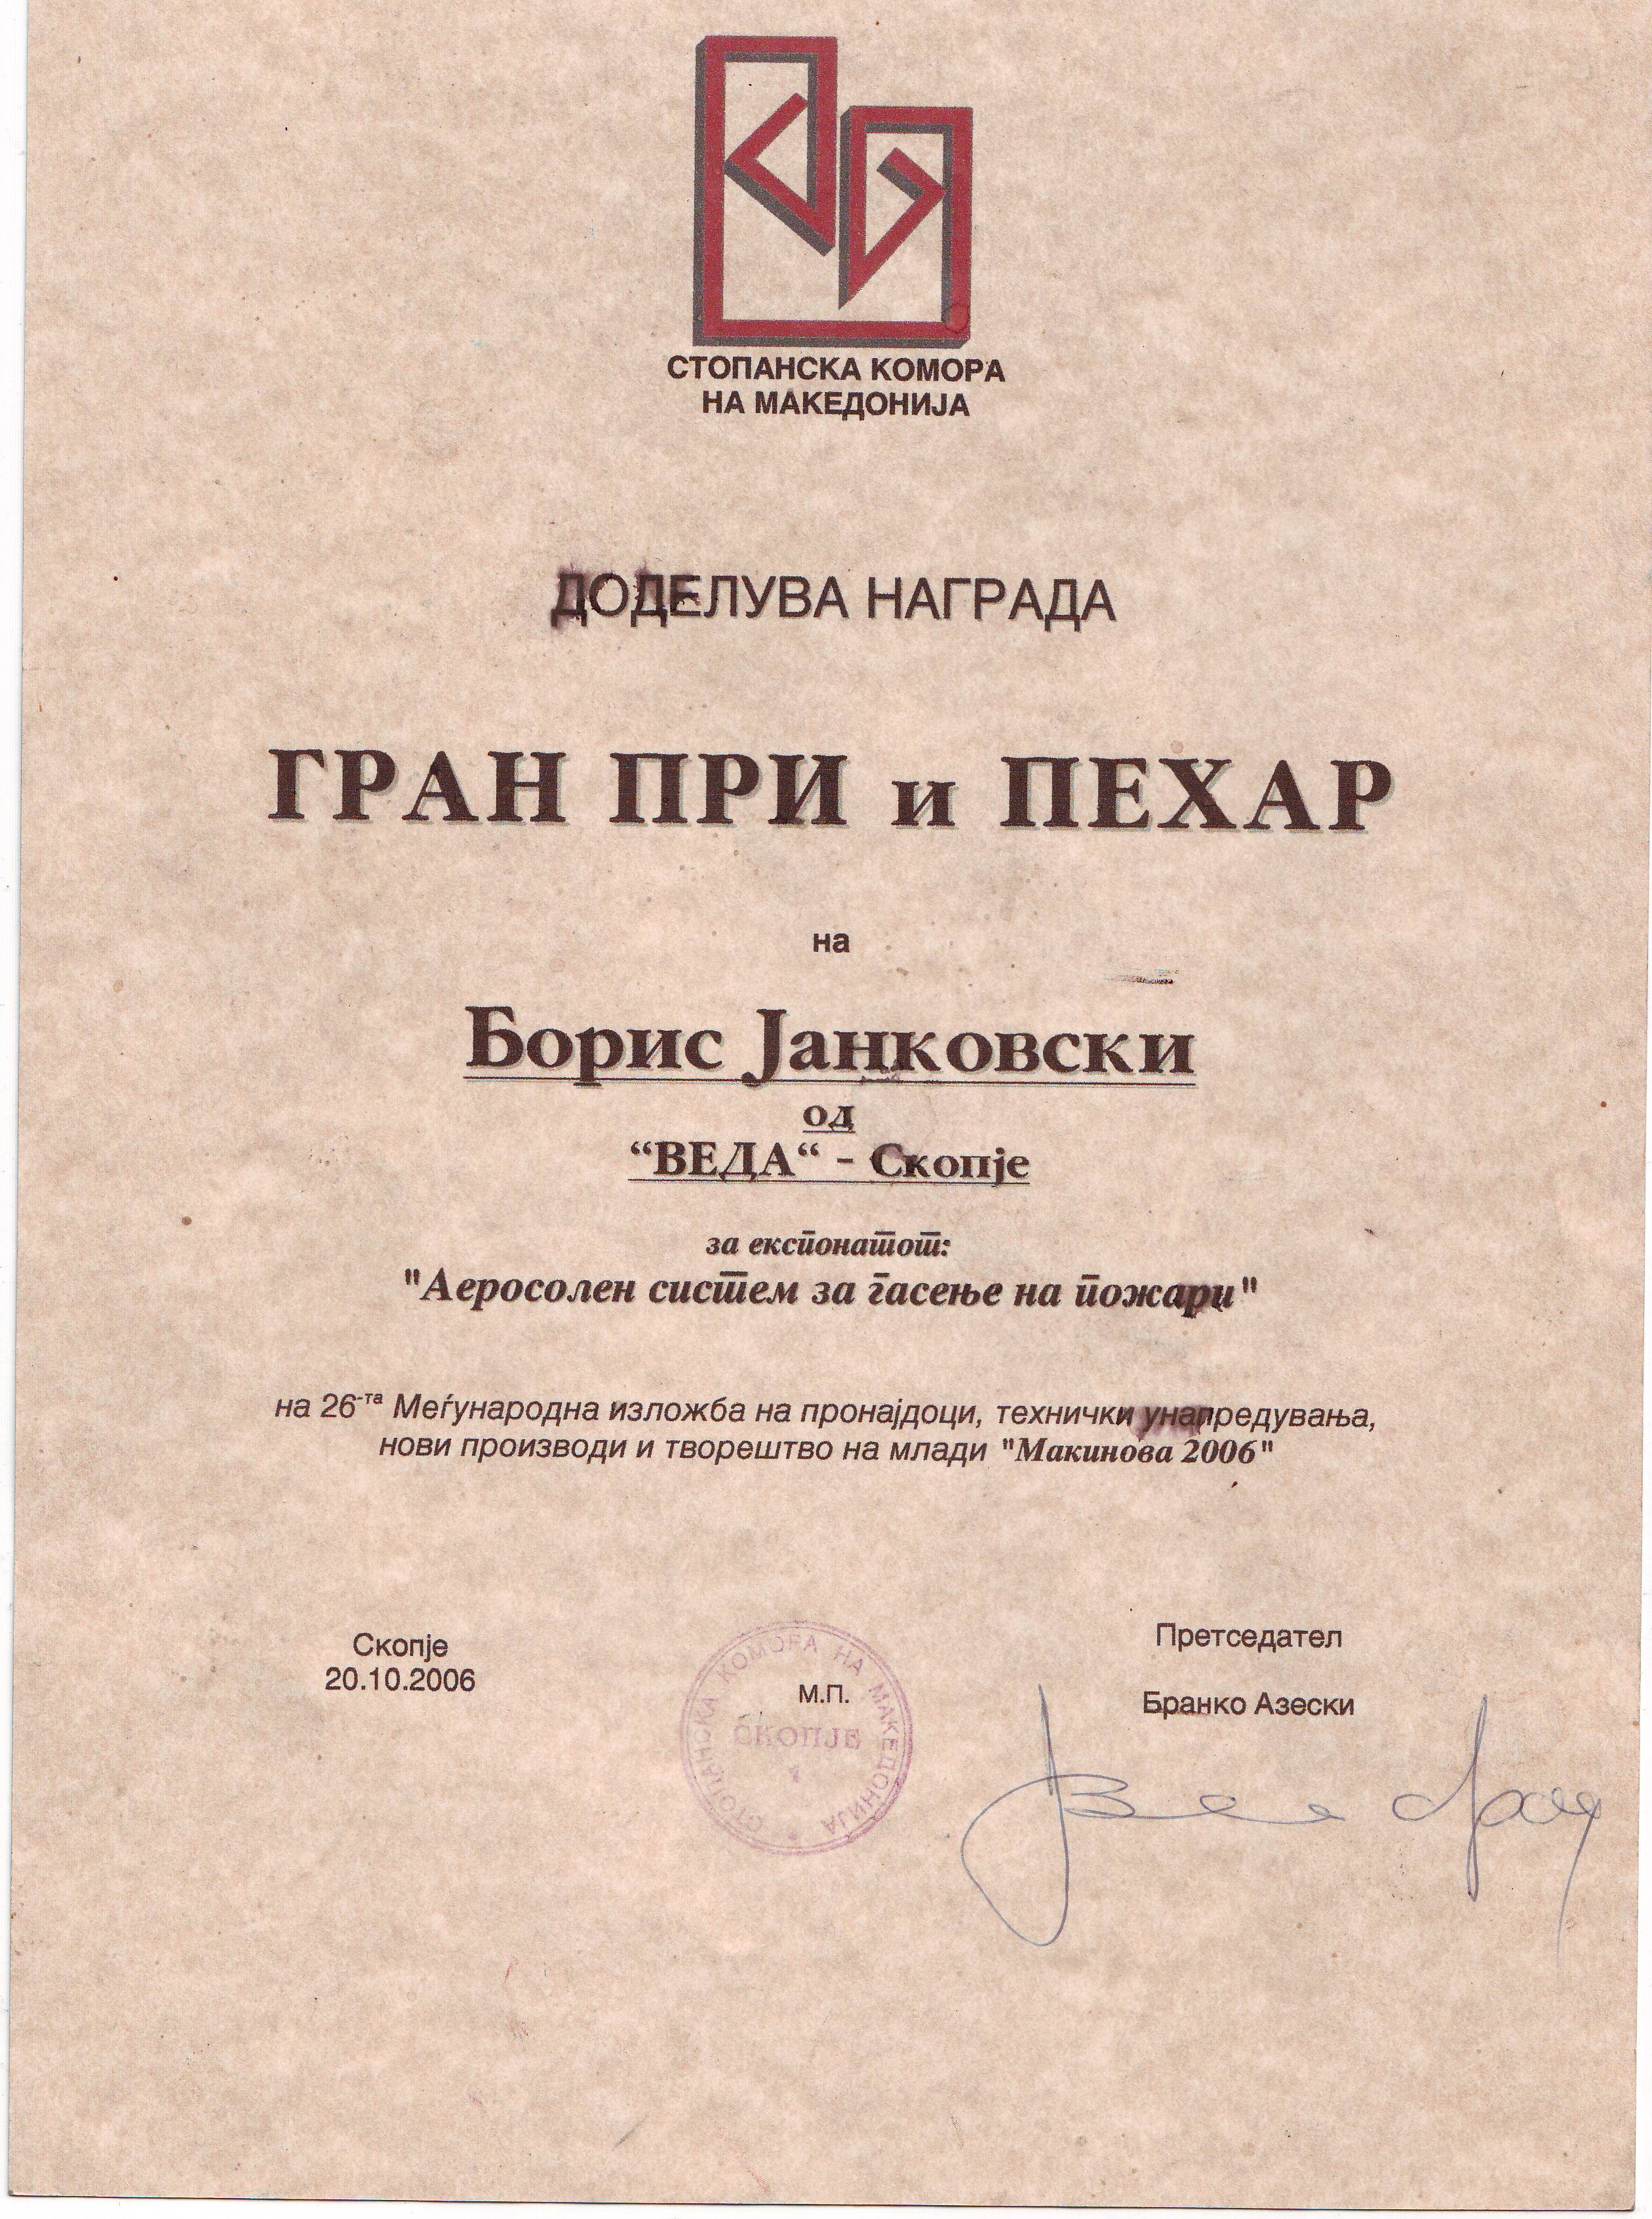 СТОПАНСКА КОМОРА
НА МАКЕДОНИЈА
ДОДЕЛУВА НАГРАДА
ГРАН ПРИ и ПЕХАР
на
Борис Јанковски
од
“ВЕДА“ - Скопје
за експонатот:
"Аеросолен систем за гасење на пожари"
на 26-та Меѓународна изложба на пронајдоци, технички унапредувања,
нови производи и творештво на млади "Макинова 2006"
Скопје
20.10.2006
СТОПАНСКА КОМОРА НА МАКЕДОНИЈА
М.П.
СКОПЈЕ
Претседател
Бранко Азески